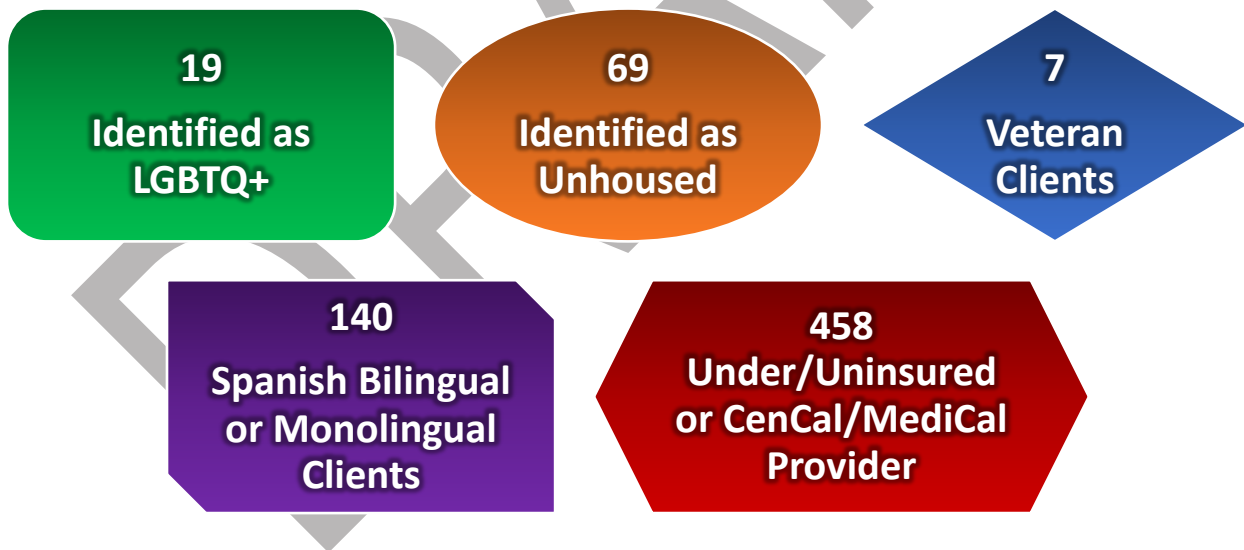 19
Identified as
LGBTQ+
69
Identified as
Unhoused
7
Veteran
Clients
140
Spanish Bilingual
or Monolingual
Clients
458
Under/Uninsured
or CenCal/MediCal
Provider